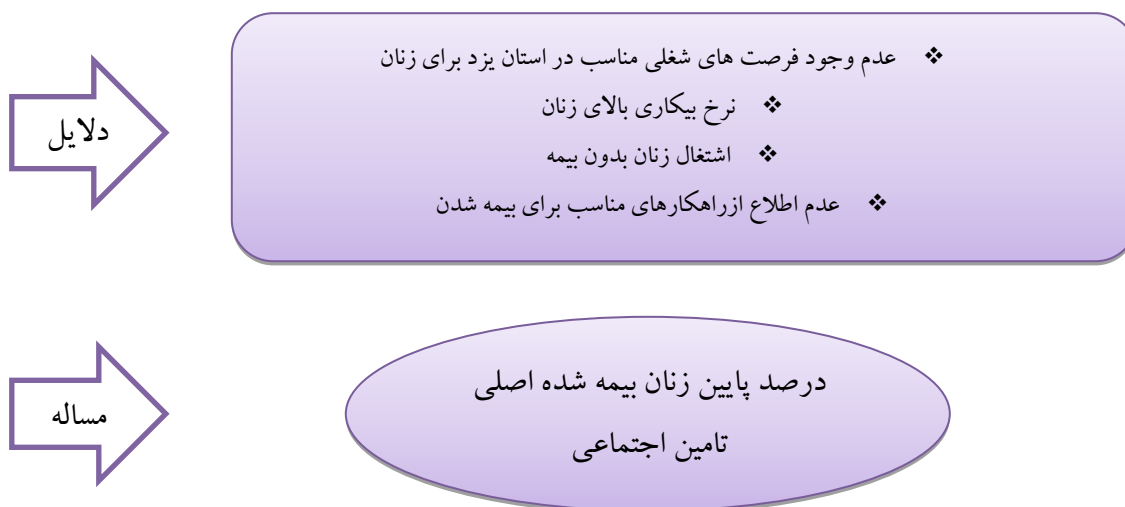 دلایل
❖ عدم وجود فرصت های شغلی مناسب در استان یزد برای زنان
❖ نرخ بیکاری بالای زنان
❖ اشتغال زنان بدون بیمه
❖ عدم اطلاع ازراهکارهای مناسب برای بیمه شدن
مساله
درصد پایین زنان بیمه شده اصلی
تامین اجتماعی